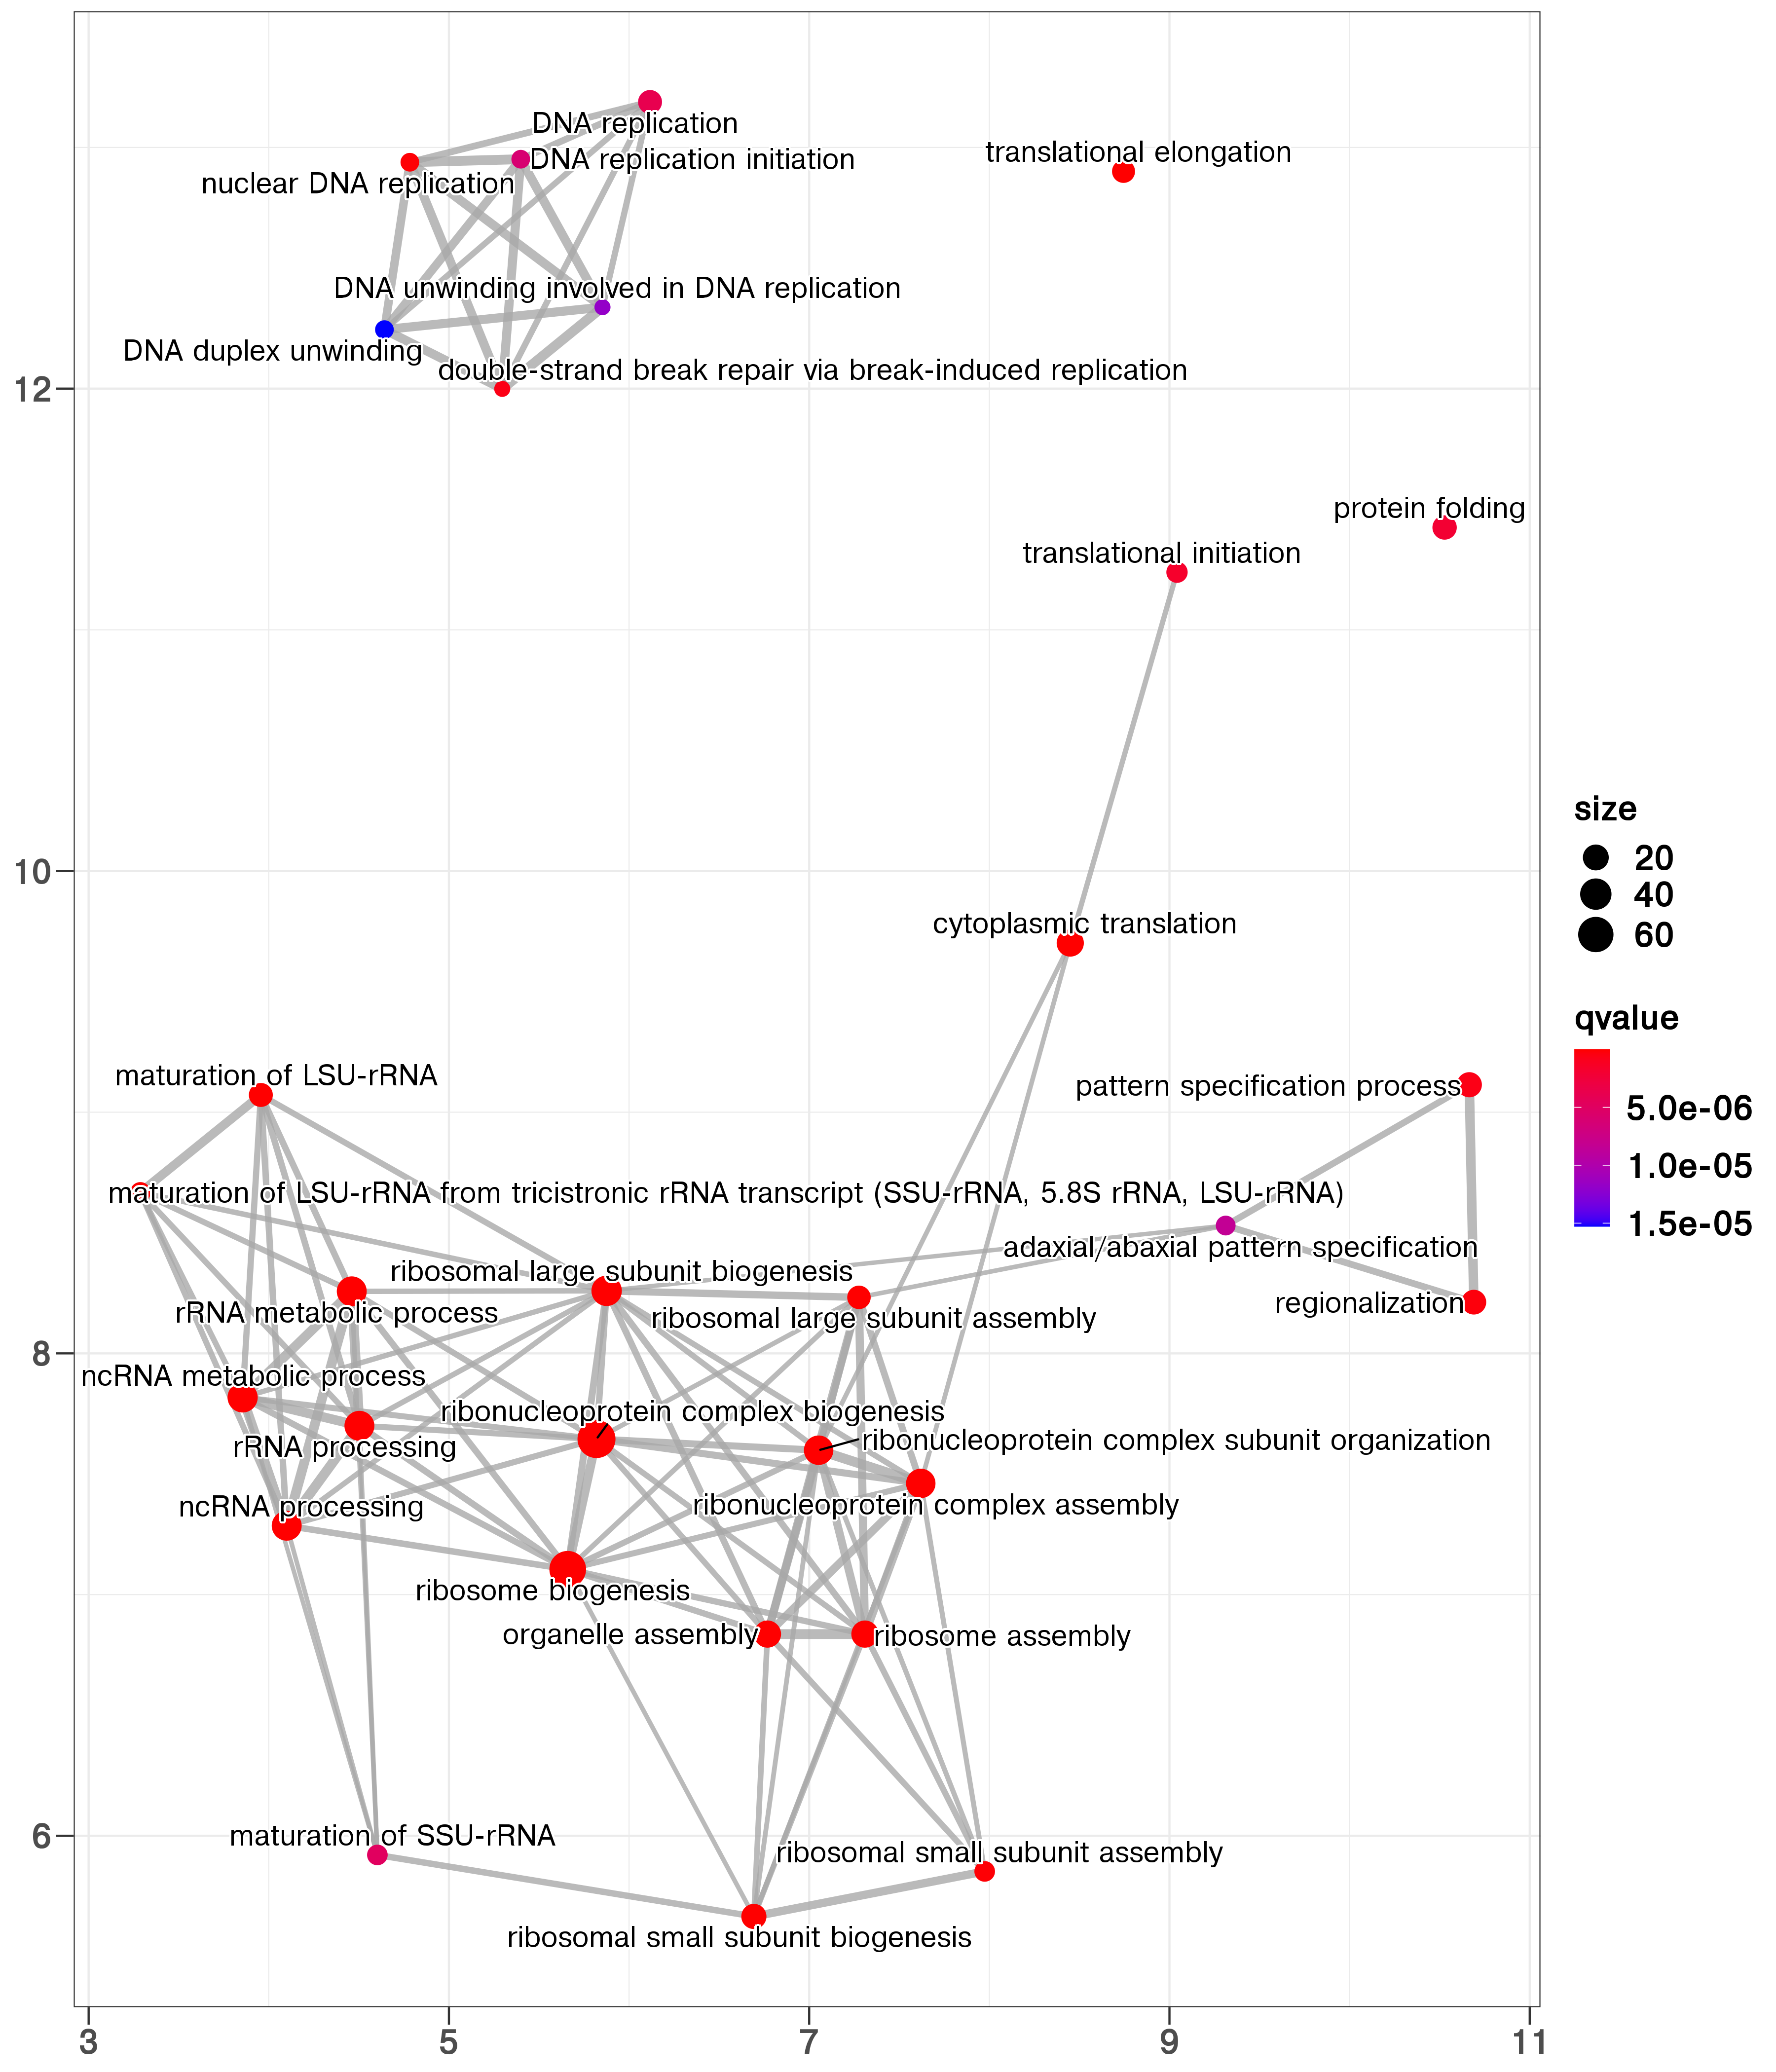 DNA replication
translational elongation
DNA replication initiation
nuclear DNA replication
DNA unwinding involved in DNA replication
DNA duplex unwinding
double-strand break repair via break-induced replication
12
protein folding
translational initiation
size
20
10
40
cytoplasmic translation
60
qvalue
maturation of LSU-rRNA
pattern specification process
5.0e-06
1.0e-05
maturation of LSU-rRNA from tricistronic rRNA transcript (SSU-rRNA, 5.8S rRNA, LSU-rRNA)
1.5e-05
adaxial/abaxial pattern specification
ribosomal large subunit biogenesis
regionalization
rRNA metabolic process
ribosomal large subunit assembly
8
ncRNA metabolic process
ribonucleoprotein complex biogenesis
ribonucleoprotein complex subunit organization
rRNA processing
ncRNA processing
ribonucleoprotein complex assembly
ribosome biogenesis
organelle assembly
ribosome assembly
6
maturation of SSU-rRNA
ribosomal small subunit assembly
ribosomal small subunit biogenesis
3 5 7 9 11